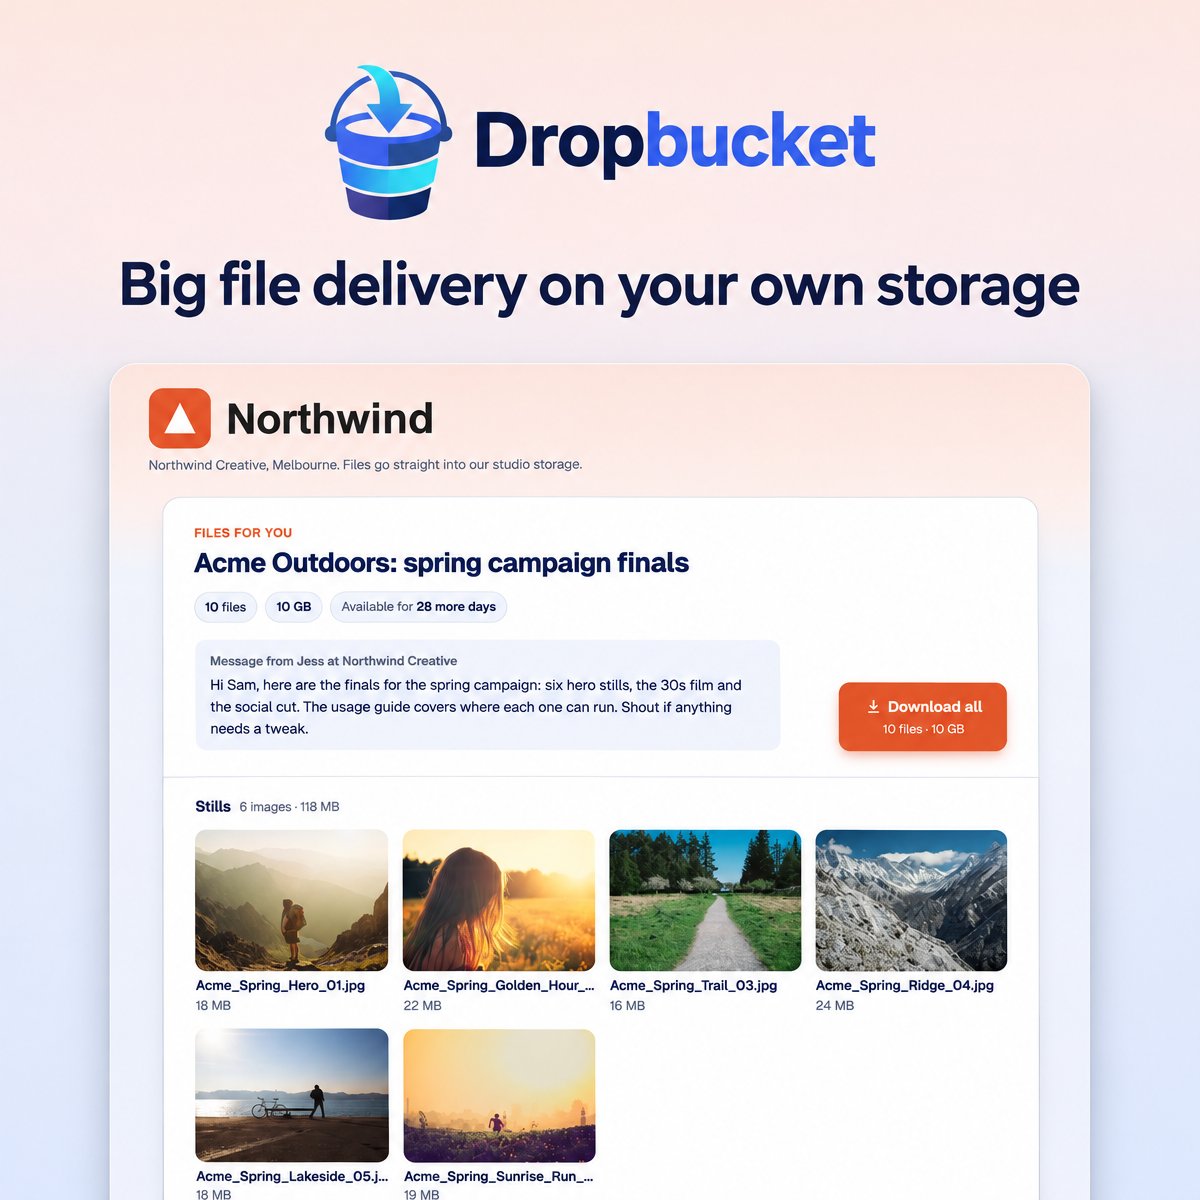 Dropbucket
Big file delivery on your own storage
Northwind
Northwind Creative, Melbourne. Files go straight into our studio storage.
FILES FOR YOU
Acme Outdoors: spring campaign finals
10 files
10 GB
Available for 28 more days
Message from Jess at Northwind Creative
Hi Sam, here are the finals for the spring campaign: six hero stills, the 30s film and
the social cut. The usage guide covers where each one can run. Shout if anything
needs a tweak.
Download all
10 files · 10 GB
Stills 6 images · 118 MB
Acme_Spring_Hero_01.jpg
18 MB
Acme_Spring_Golden_Hour_...
22 MB
Acme_Spring_Trail_03.jpg
16 MB
Acme_Spring_Ridge_04.jpg
24 MB
Acme_Spring_Lakeside_05.j...
18 MB
Acme_Spring_Sunrise_Run_...
19 MB